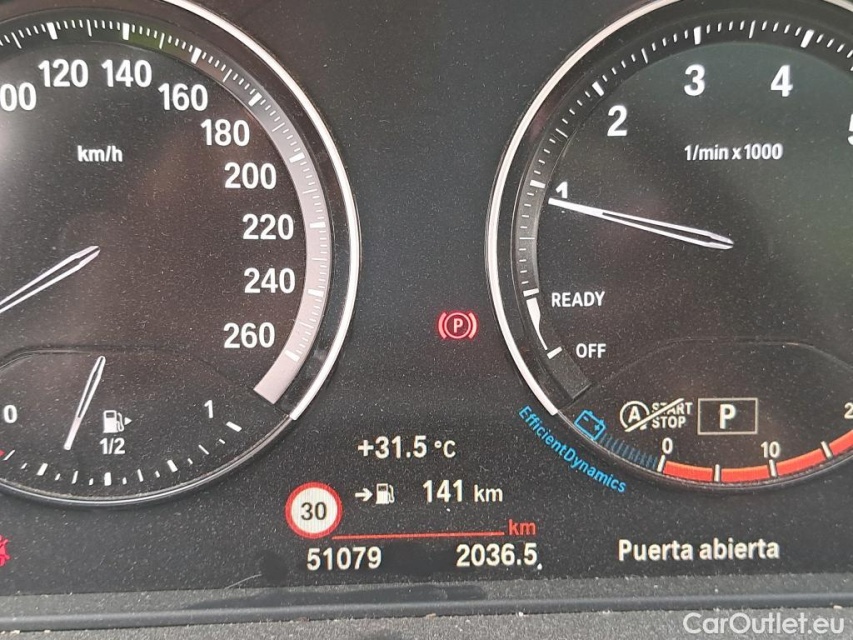 00 120 140 160 180 200 220 240 260
km/h
0 1/2 1
1 2 3 4 5
1/min x 1000
READY
OFF
P
A START
STOP
P
EfficientDynamics
0 10 2
+31.5 °C
30
141 km
km
51079 2036.5
Puerta abierta
CarOutlet.eu